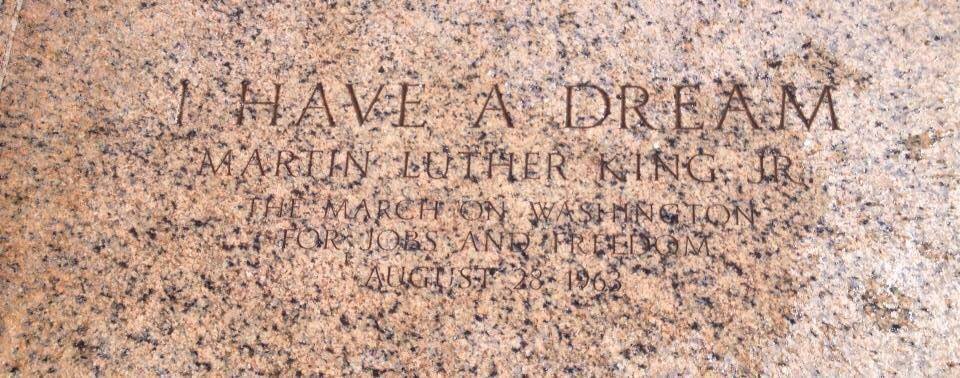 I HAVE A DREAM
MARTIN LUTHER KING JR.
THE MARCH ON WASHINGTON
FOR JOBS AND FREEDOM
AUGUST 28 1963